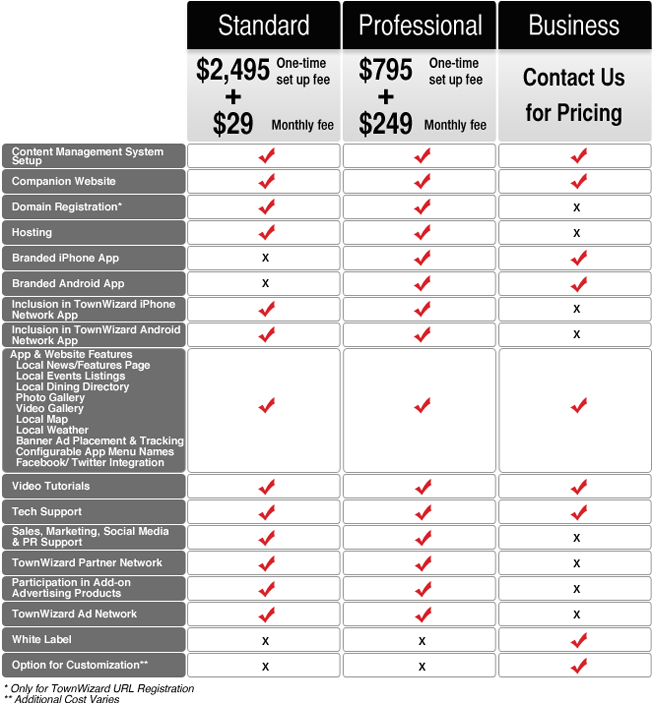 Standard Professional Business
$2,495 One-time set up fee
+
$29 Monthly fee
$795 One-time set up fee
+
$249 Monthly fee
Contact Us
for Pricing
Content Management System
Setup
Companion Website
Domain Registration* x
Hosting x
Branded iPhone App x
Branded Android App x
Inclusion in TownWizard iPhone
Network App x
Inclusion in TownWizard Android
Network App x
App & Website Features
Local News/Features Page
Local Events Listings
Local Dining Directory
Photo Gallery
Video Gallery
Local Map
Local Weather
Banner Ad Placement & Tracking
Configurable App Menu Names
Facebook/ Twitter Integration
Video Tutorials
Tech Support
Sales, Marketing, Social Media
& PR Support x
TownWizard Partner Network x
Participation in Add-on
Advertising Products x
TownWizard Ad Network x
White Label x x
Option for Customization** x x
* Only for TownWizard URL Registration
** Additional Cost Varies